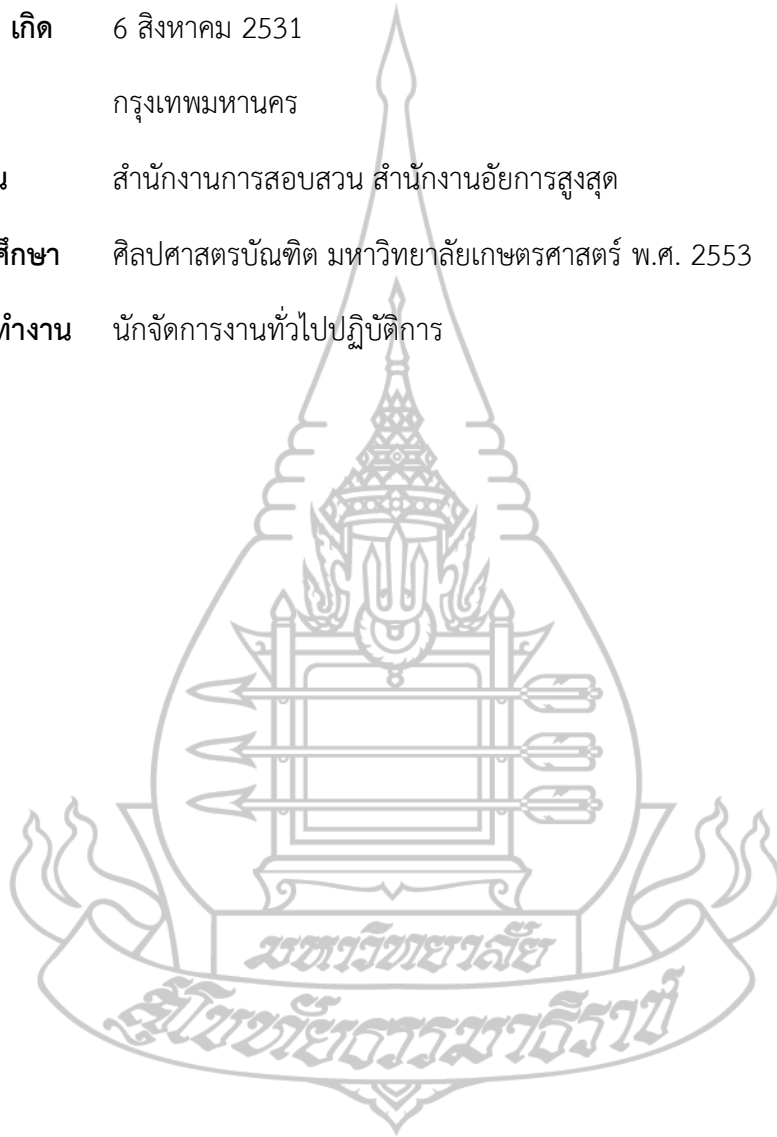 เกิด 6 สิงหาคม 2531
กรุงเทพมหานคร
น สำนักงานการสอบสวน สำนักงานอัยการสูงสุด
ศึกษา ศิลปศาสตรบัณฑิต มหาวิทยาลัยเกษตรศาสตร์ พ.ศ. 2553
ทำงาน นักจัดการงานทั่วไปปฏิบัติการ
มหาวิทยาลัย
สุโขทัยธรรมาธิราช